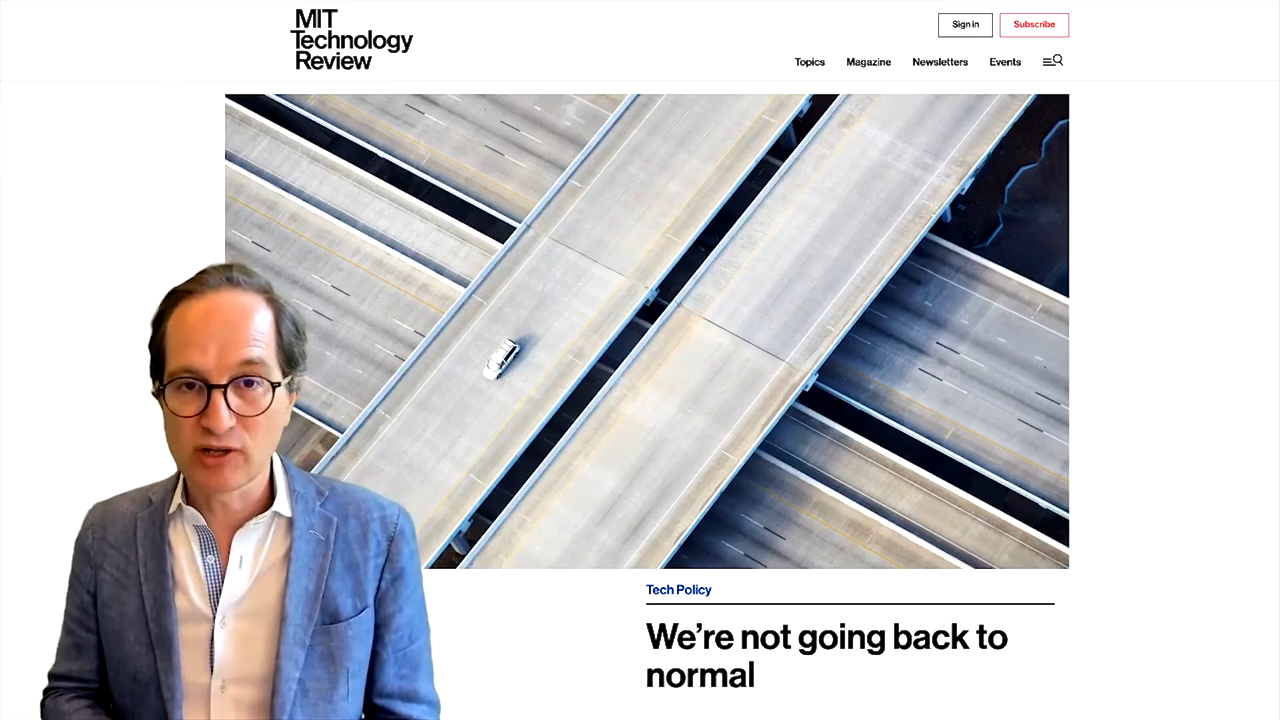 MIT
Technology
Review
Sign in
Subscribe
Topics
Magazine
Newsletters
Events
Tech Policy
We’re not going back to
normal